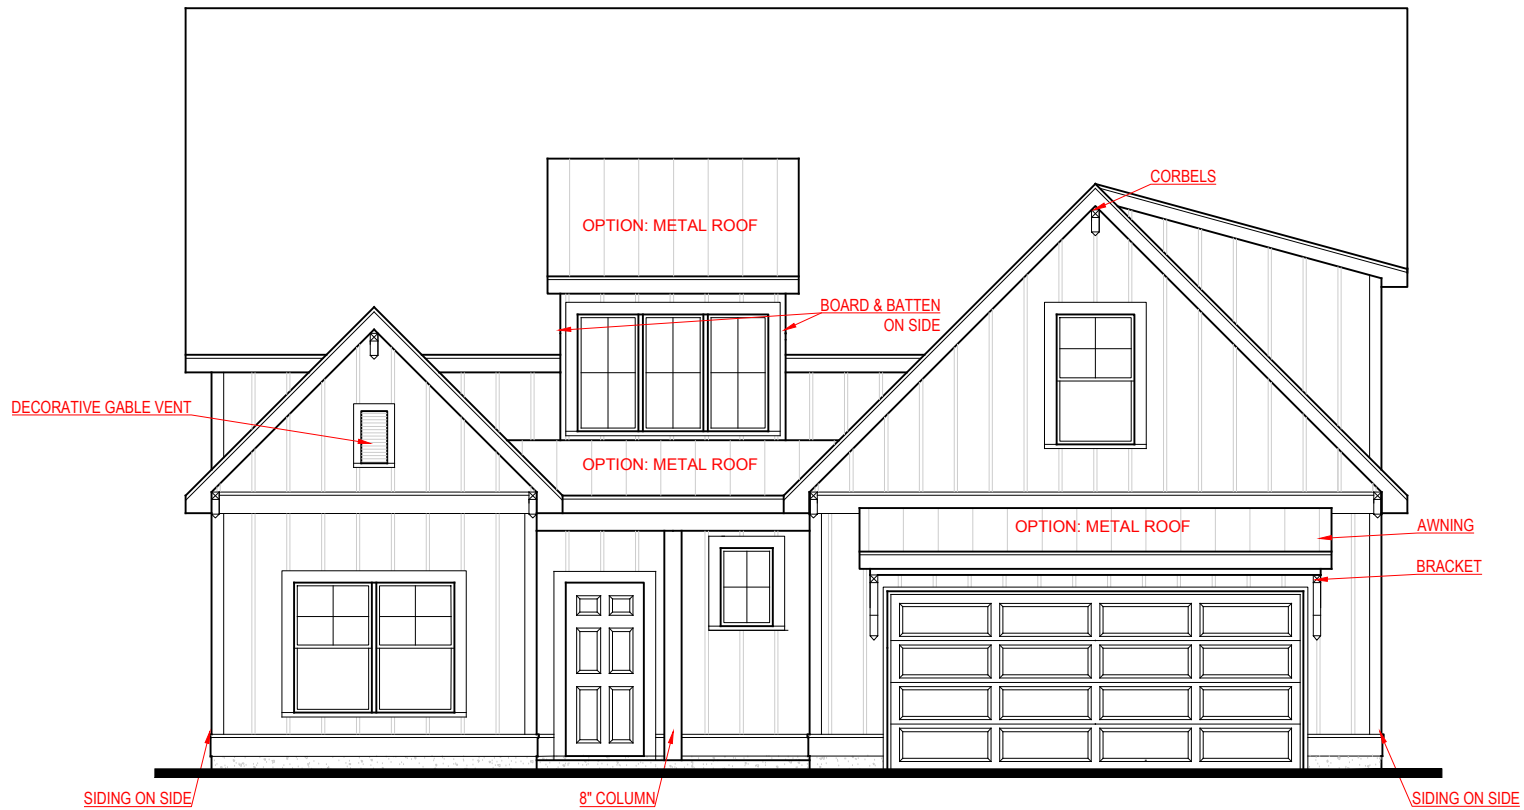 CORBELS
OPTION: METAL ROOF
BOARD & BATTEN
ON SIDE
DECORATIVE GABLE VENT
OPTION: METAL ROOF
OPTION: METAL ROOF
AWNING
BRACKET
SIDING ON SIDE
8" COLUMN
SIDING ON SIDE